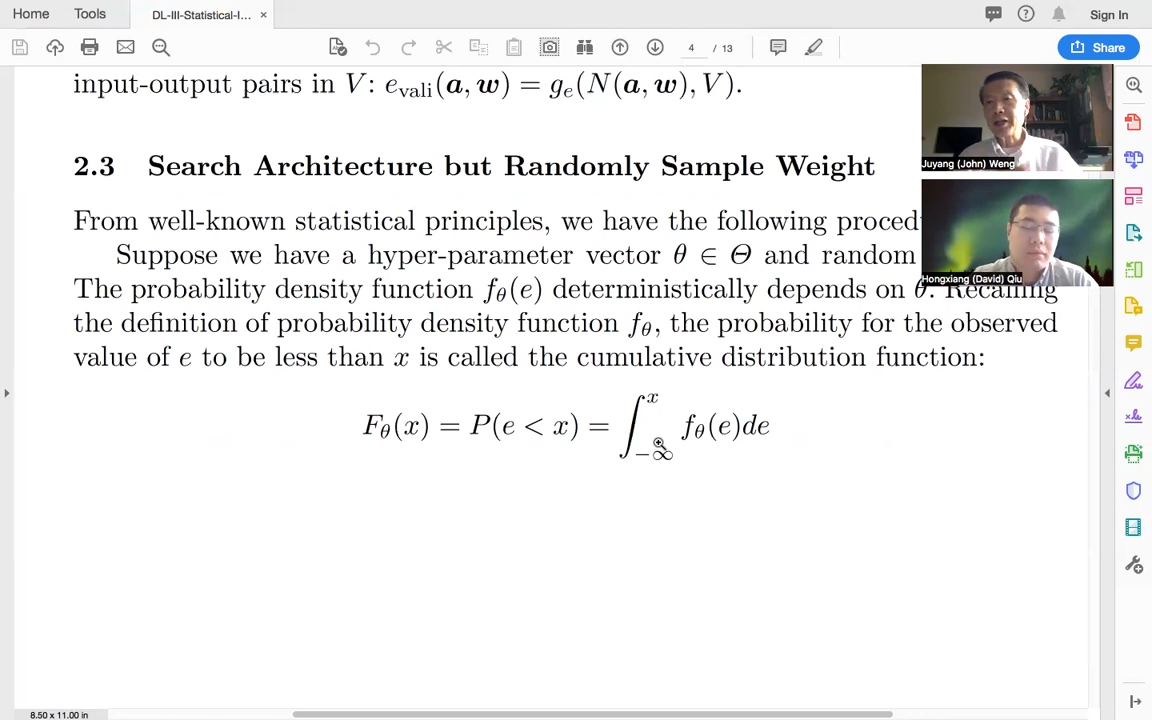 Home Tools DL-III-Statistical-I... × Sign In
4 / 13 Share
input-output pairs in V: e_vali(a, w) = g_e(N(a, w), V).
2.3 Search Architecture but Randomly Sample Weight
From well-known statistical principles, we have the following
Suppose we have a hyper-parameter vector θ ∈ Θ and random
The probability density function f_θ(e) deterministically depends on θ. Recalling
the definition of probability density function f_θ, the probability for the observed
value of e to be less than x is called the cumulative distribution function:
F_θ(x) = P(e < x) = ∫_{-∞}^{x} f_θ(e)de
Juyang (John) Weng
Hongxiang (David) Qiu
8.50 x 11.00 in